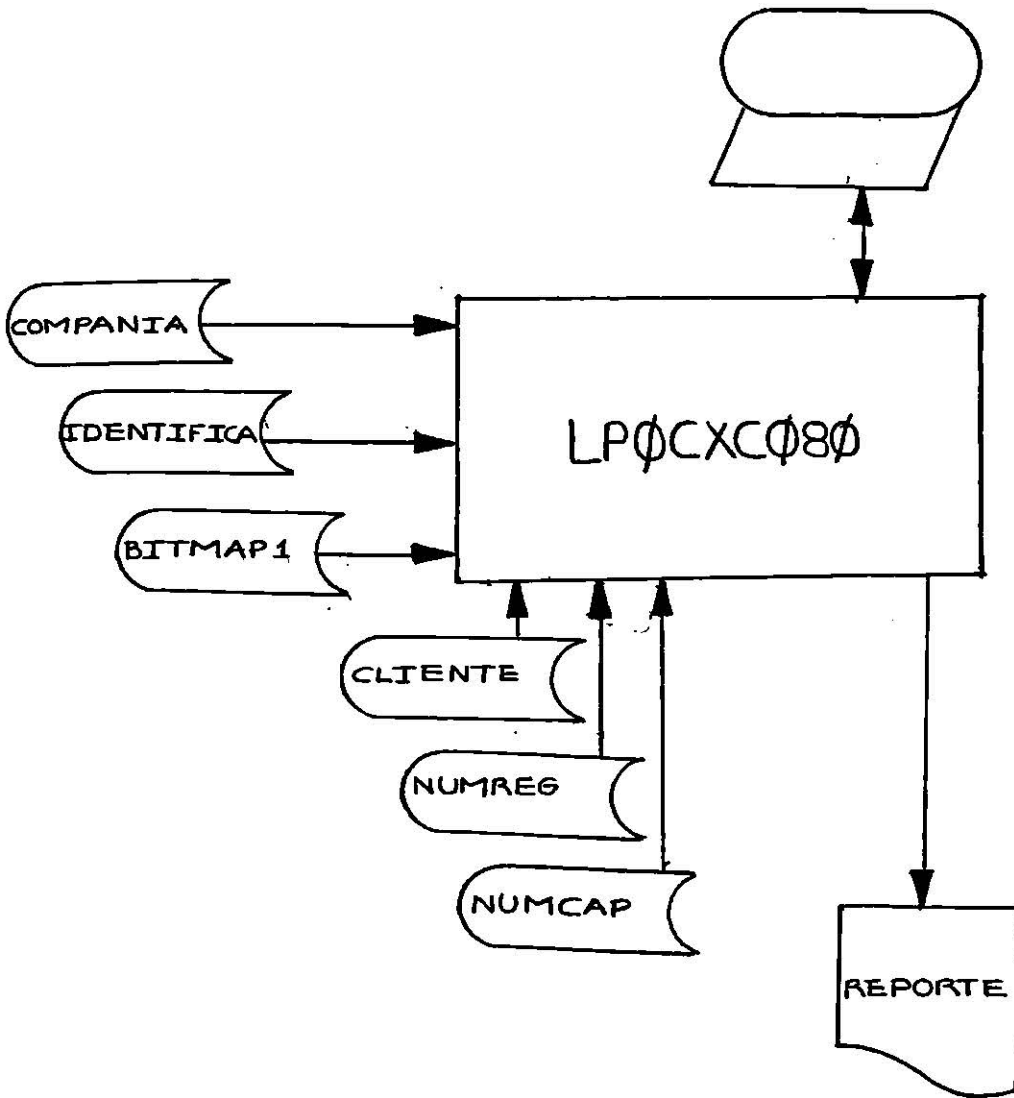 COMPANIA
IDENTIFICA
LPØCXCØ8Ø
BITMAP1
CLIENTE
NUMREG
NUMCAP
REPORTE